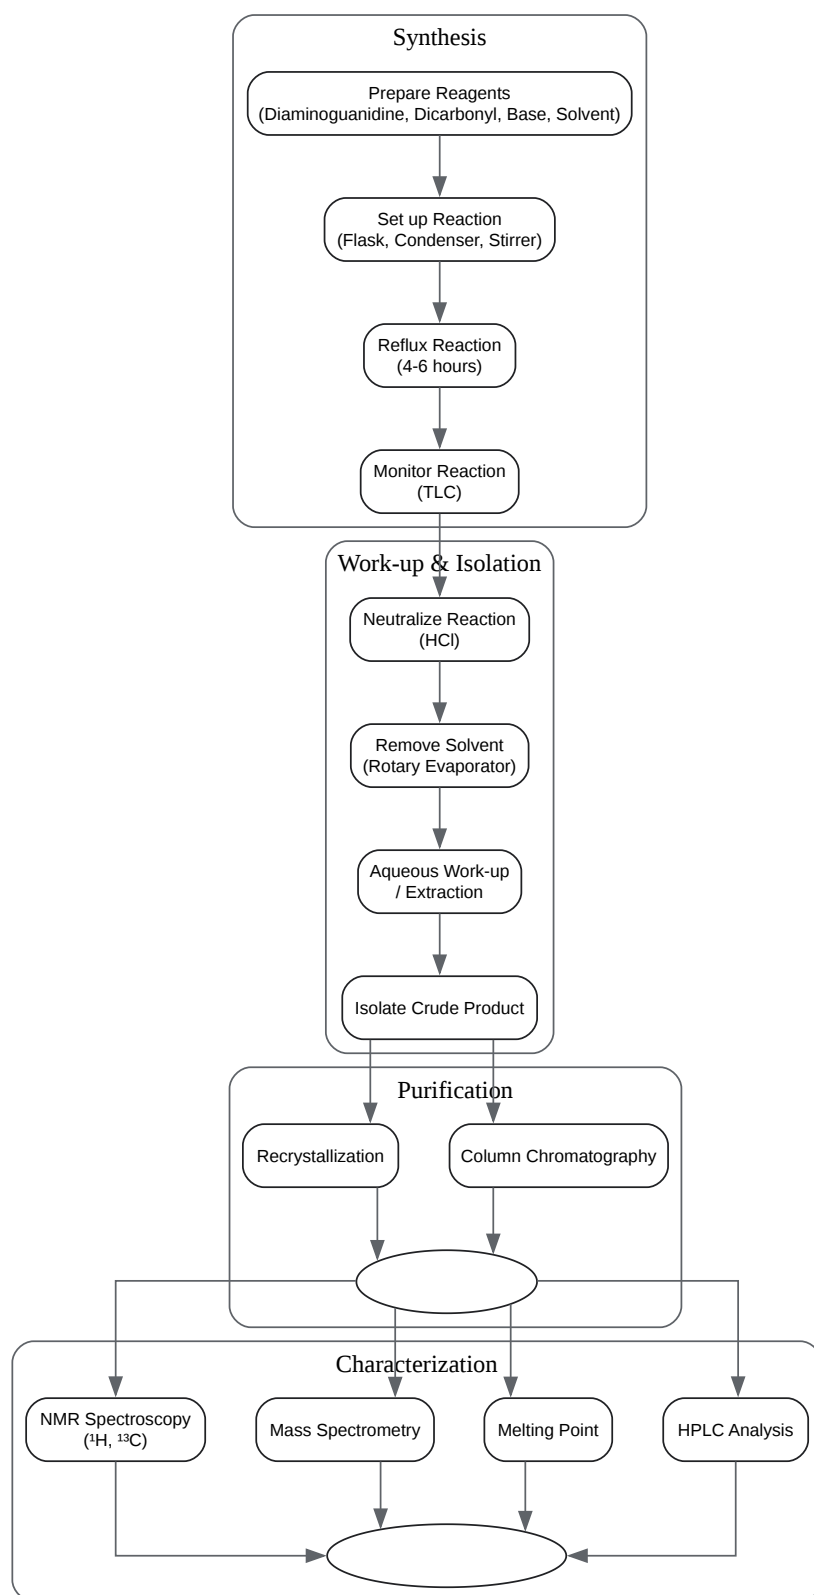 Synthesis
Prepare Reagents
(Diaminoguanidine, Dicarbonyl, Base, Solvent)
Set up Reaction
(Flask, Condenser, Stirrer)
Reflux Reaction
(4-6 hours)
Monitor Reaction
(TLC)
Work-up & Isolation
Neutralize Reaction
(HCl)
Remove Solvent
(Rotary Evaporator)
Aqueous Work-up
/ Extraction
Isolate Crude Product
Purification
Recrystallization
Column Chromatography
Characterization
NMR Spectroscopy
(¹H, ¹³C)
Mass Spectrometry
Melting Point
HPLC Analysis